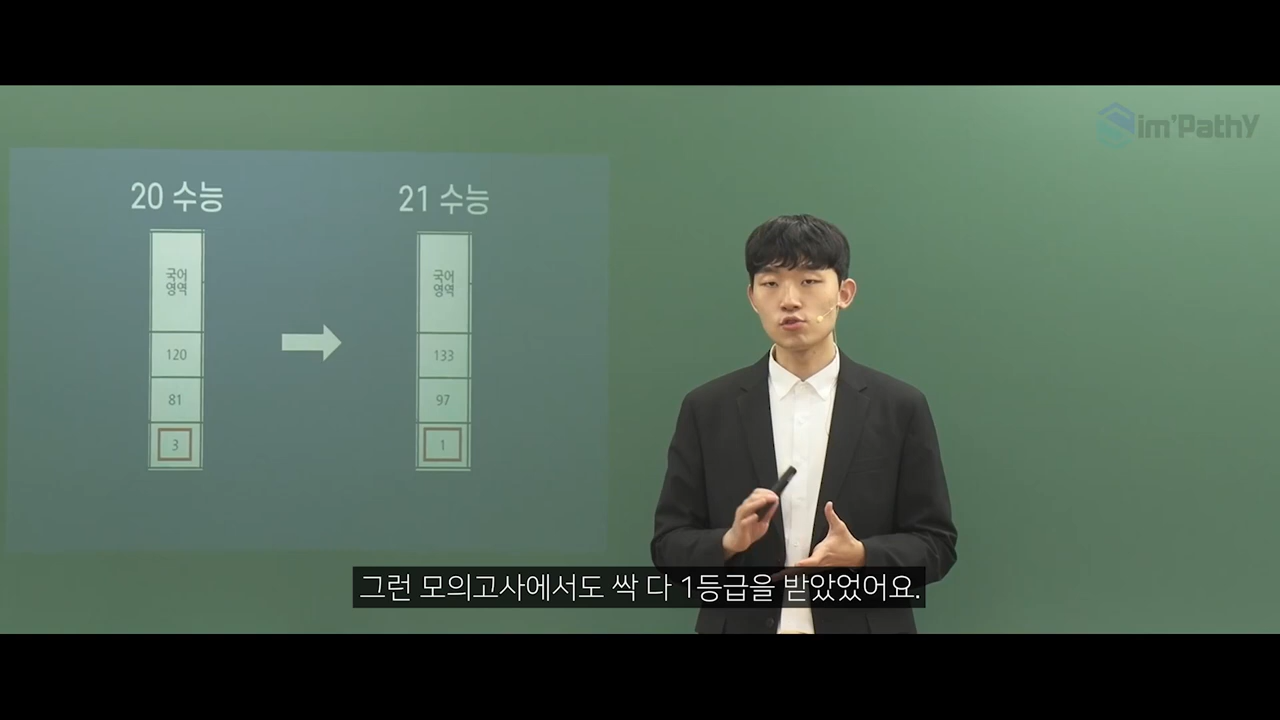 im'PathY
20 수능
21 수능
국어
영역
120
81
3
국어
영역
133
97
1
그런 모의고사에서도 싹 다 1등급을 받았었어요.